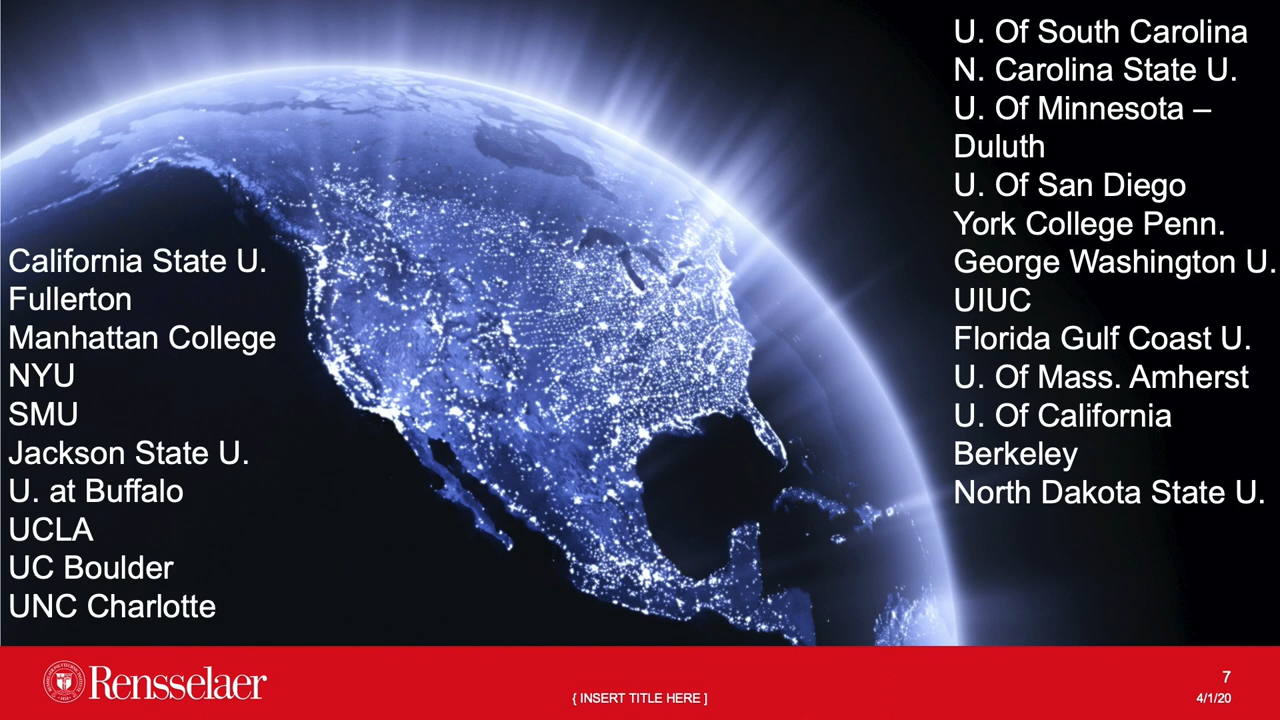 California State U.
Fullerton
Manhattan College
NYU
SMU
Jackson State U.
U. at Buffalo
UCLA
UC Boulder
UNC Charlotte
U. Of South Carolina
N. Carolina State U.
U. Of Minnesota –
Duluth
U. Of San Diego
York College Penn.
George Washington U.
UIUC
Florida Gulf Coast U.
U. Of Mass. Amherst
U. Of California
Berkeley
North Dakota State U.
Rensselaer
{ INSERT TITLE HERE ]
7
4/1/20